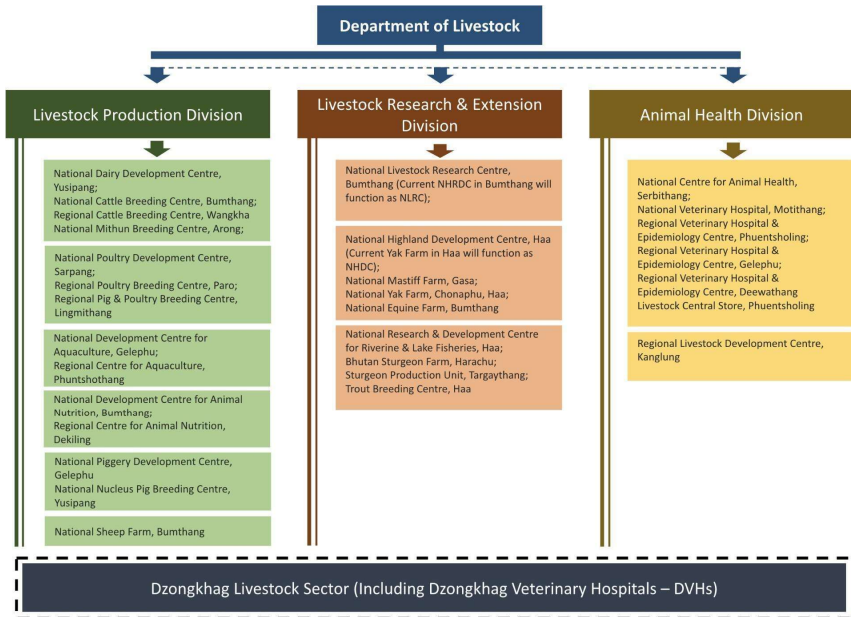 Department of Livestock
Livestock Production Division
National Dairy Development Centre,
Yusipang;
National Cattle Breeding Centre, Bumthang;
Regional Cattle Breeding Centre, Wangkha
National Mithun Breeding Centre, Arong;
National Poultry Development Centre,
Sarpang;
Regional Poultry Breeding Centre, Paro;
Regional Pig & Poultry Breeding Centre,
Lingmithang
National Development Centre for
Aquaculture, Gelephu;
Regional Centre for Aquaculture,
Phuntshothang
National Development Centre for Animal
Nutrition, Bumthang;
Regional Centre for Animal Nutrition,
Dekiling
National Piggery Development Centre,
Gelephu
National Nucleus Pig Breeding Centre,
Yusipang
National Sheep Farm, Bumthang
Livestock Research & Extension
Division
National Livestock Research Centre,
Bumthang (Current NHRDC in Bumthang will
function as NLRC);
National Highland Development Centre, Haa
(Current Yak Farm in Haa will function as
NHDC);
National Mastiff Farm, Gasa;
National Yak Farm, Chonaphu, Haa;
National Equine Farm, Bumthang
National Research & Development Centre
for Riverine & Lake Fisheries, Haa;
Bhutan Sturgeon Farm, Harachu;
Sturgeon Production Unit, Targaythang;
Trout Breeding Centre, Haa
Animal Health Division
National Centre for Animal Health,
Serbithang;
National Veterinary Hospital, Motithang;
Regional Veterinary Hospital &
Epidemiology Centre, Phuentsholing;
Regional Veterinary Hospital &
Epidemiology Centre, Gelephu;
Regional Veterinary Hospital &
Epidemiology Centre, Deewathang
Livestock Central Store, Phuentsholing
Regional Livestock Development Centre,
Kanglung
Dzongkhag Livestock Sector (Including Dzongkhag Veterinary Hospitals – DVHs)